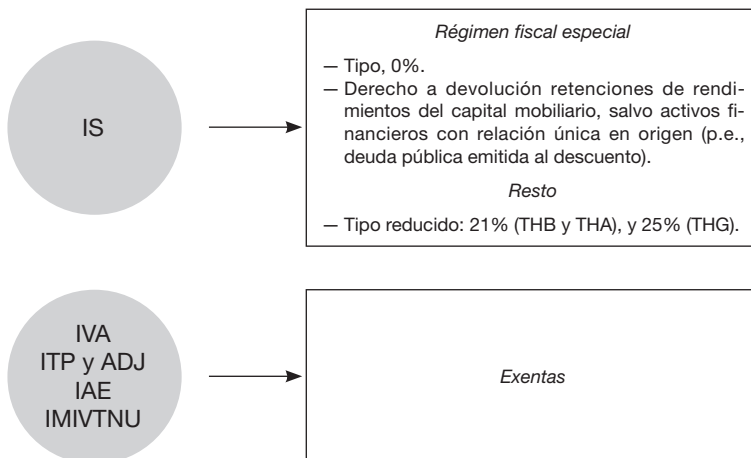 IS
Régimen fiscal especial
— Tipo, 0%.
— Derecho a devolución retenciones de rendi-
mientos del capital mobiliario, salvo activos fi-
nancieros con relación única en origen (p.e.,
deuda pública emitida al descuento).
Resto
— Tipo reducido: 21% (THB y THA), y 25% (THG).
IVA
ITP y ADJ
IAE
IMIVTNU
Exentas